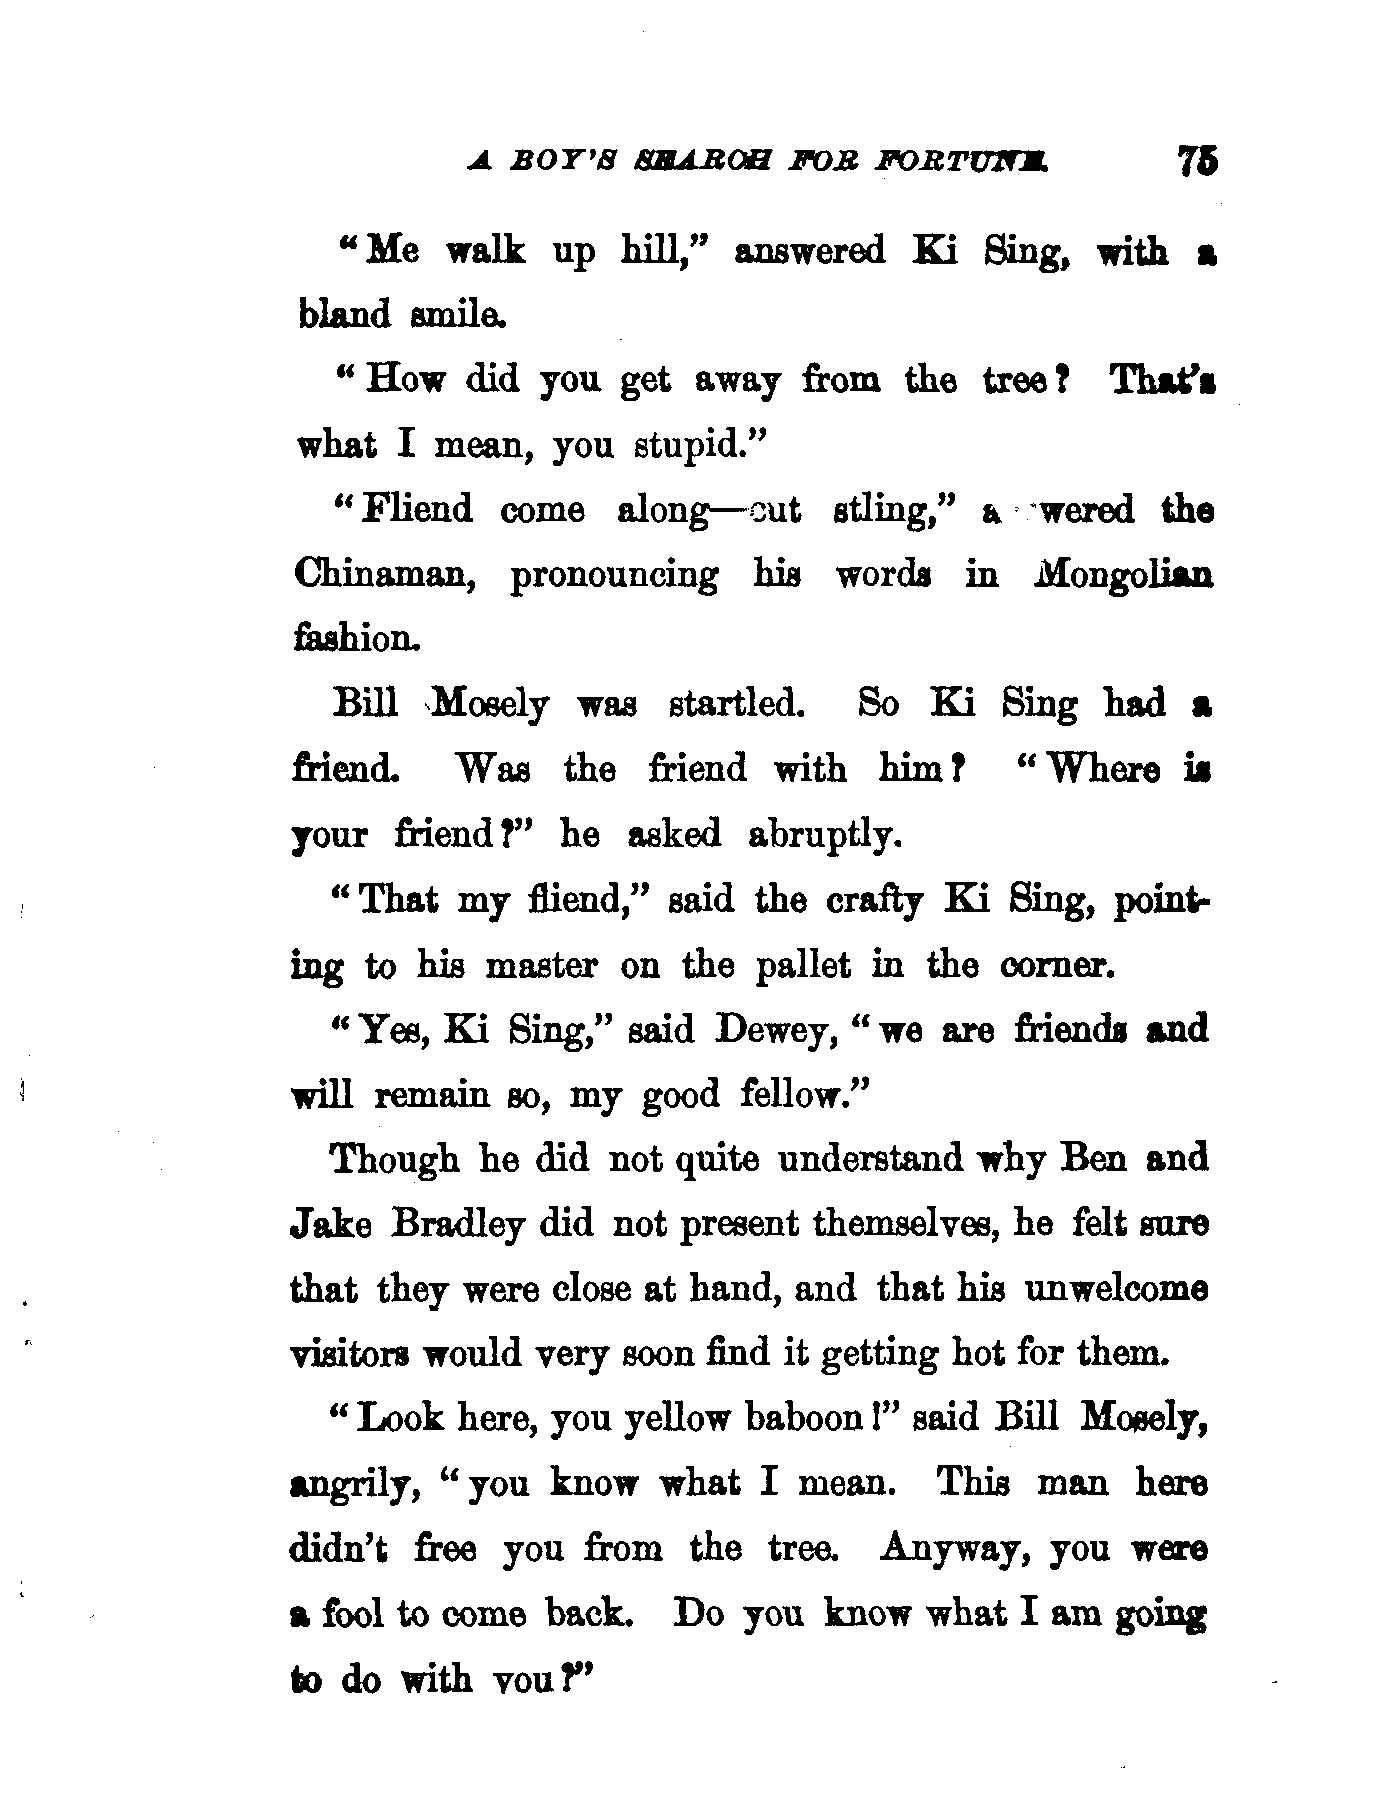 A BOY'S SEARCH FOR FORTUNE. 75
"Me walk up hill," answered Ki Sing, with a
bland smile.
"How did you get away from the tree? That's
what I mean, you stupid."
"Fliend come along—cut stling," a wered the
Chinaman, pronouncing his words in Mongolian
fashion.
Bill Mosely was startled. So Ki Sing had a
friend. Was the friend with him? "Where is
your friend?" he asked abruptly.
"That my fliend," said the crafty Ki Sing, point-
ing to his master on the pallet in the corner.
"Yes, Ki Sing," said Dewey, "we are friends and
will remain so, my good fellow."
Though he did not quite understand why Ben and
Jake Bradley did not present themselves, he felt sure
that they were close at hand, and that his unwelcome
visitors would very soon find it getting hot for them.
"Look here, you yellow baboon!" said Bill Mosely,
angrily, "you know what I mean. This man here
didn't free you from the tree. Anyway, you were
a fool to come back. Do you know what I am going
to do with you?"